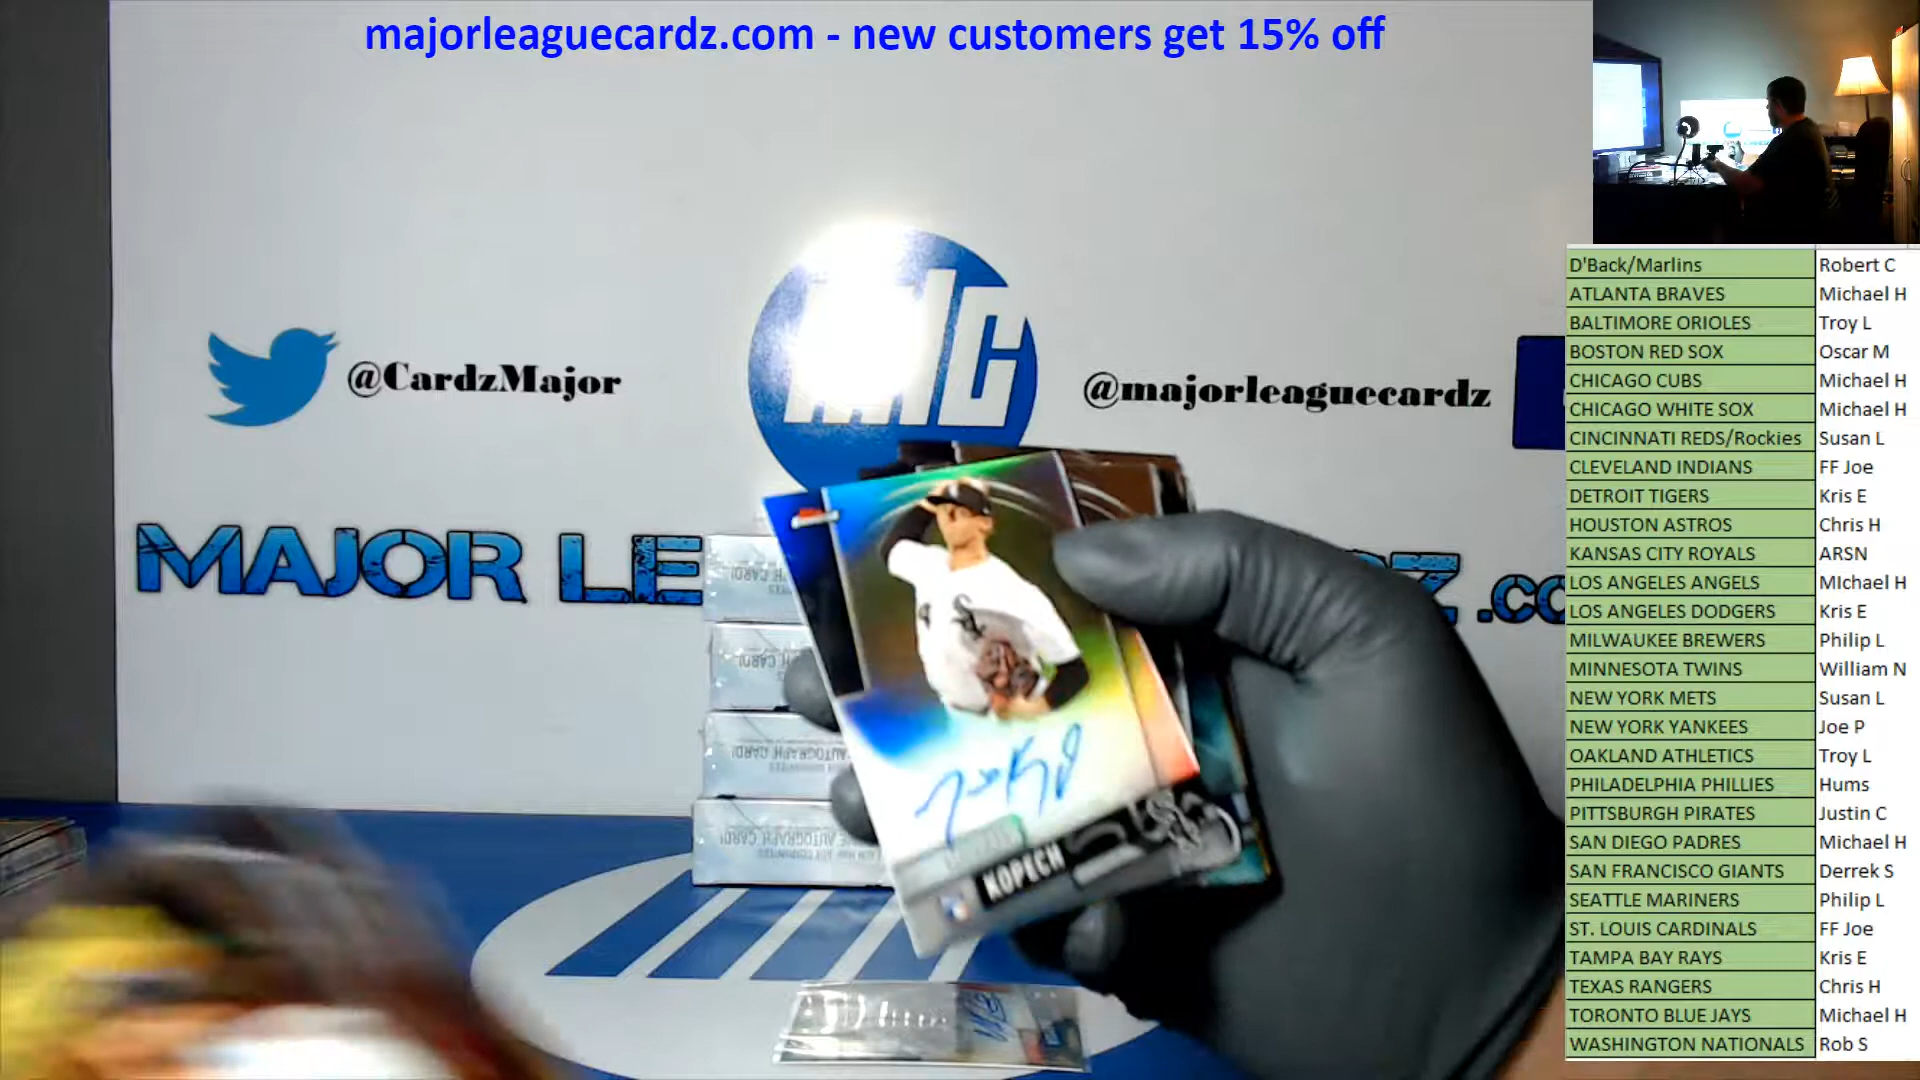 majorleaguecardz.com - new customers get 15% off
@CardzMajor
@majorleaguecardz
MAJOR LE
Z.co
KOPECH
AUTOGRAPH CARD!
AUTOGRAPH CARD!
D'Back/Marlins Robert C
ATLANTA BRAVES Michael H
BALTIMORE ORIOLES Troy L
BOSTON RED SOX Oscar M
CHICAGO CUBS Michael H
CHICAGO WHITE SOX Michael H
CINCINNATI REDS/Rockies Susan L
CLEVELAND INDIANS FF Joe
DETROIT TIGERS Kris E
HOUSTON ASTROS Chris H
KANSAS CITY ROYALS ARSN
LOS ANGELES ANGELS MIchael H
LOS ANGELES DODGERS Kris E
MILWAUKEE BREWERS Philip L
MINNESOTA TWINS William N
NEW YORK METS Susan L
NEW YORK YANKEES Joe P
OAKLAND ATHLETICS Troy L
PHILADELPHIA PHILLIES Hums
PITTSBURGH PIRATES Justin C
SAN DIEGO PADRES Michael H
SAN FRANCISCO GIANTS Derrek S
SEATTLE MARINERS Philip L
ST. LOUIS CARDINALS FF Joe
TAMPA BAY RAYS Kris E
TEXAS RANGERS Chris H
TORONTO BLUE JAYS Michael H
WASHINGTON NATIONALS Rob S